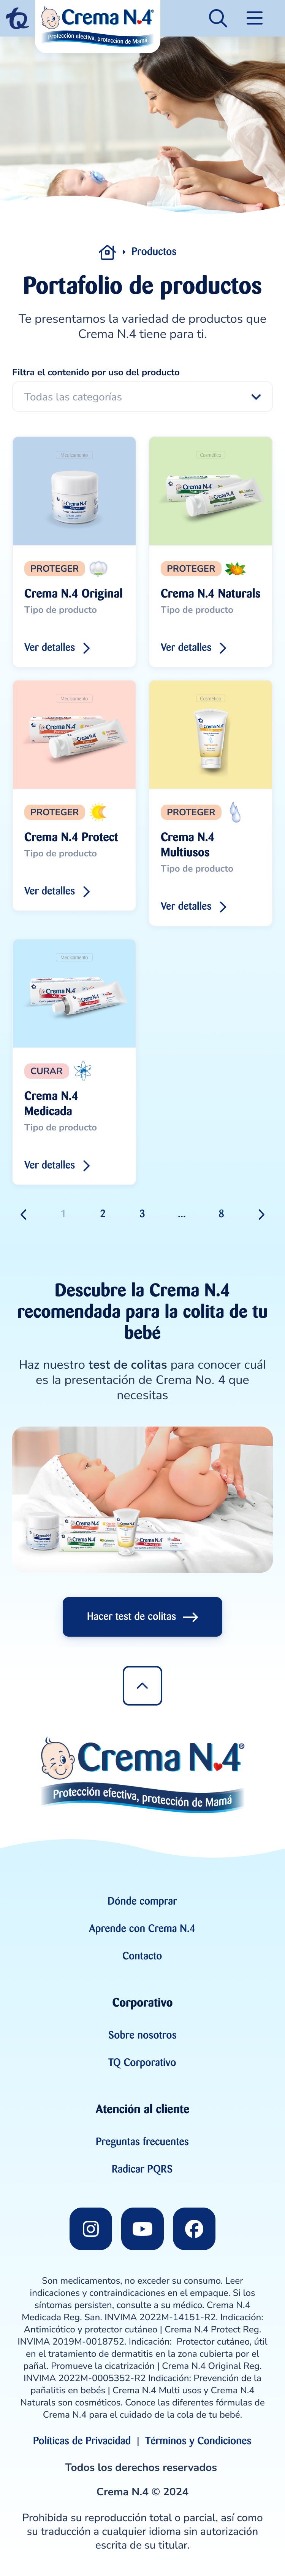 TQ
Crema N.4®
Protección efectiva, protección de Mamá
Productos
Portafolio de productos
Te presentamos la variedad de productos que
Crema N.4 tiene para ti.
Filtra el contenido por uso del producto
Todas las categorías
Medicamento
Cosmético
PROTEGER
PROTEGER
Crema N.4 Original
Crema N.4 Naturals
Tipo de producto
Tipo de producto
Ver detalles
Ver detalles
Medicamento
Cosmético
PROTEGER
PROTEGER
Crema N.4 Protect
Crema N.4
Multiusos
Tipo de producto
Tipo de producto
Ver detalles
Ver detalles
Medicamento
CURAR
Crema N.4
Medicada
Tipo de producto
Ver detalles
1 2 3 ... 8
Descubre la Crema N.4
recomendada para la colita de tu
bebé
Haz nuestro test de colitas para conocer cuál
es la presentación de Crema No. 4 que
necesitas
Hacer test de colitas
Crema N.4®
Protección efectiva, protección de Mamá
Dónde comprar
Aprende con Crema N.4
Contacto
Corporativo
Sobre nosotros
TQ Corporativo
Atención al cliente
Preguntas frecuentes
Radicar PQRS
Son medicamentos, no exceder su consumo. Leer
indicaciones y contraindicaciones en el empaque. Sí los
síntomas persisten, consulte a su médico. Crema N.4
Medicada Reg. San. INVIMA 2022M-14151-R2. Indicación:
Antimicótico y protector cutáneo | Crema N.4 Protect Reg.
INVIMA 2019M-0018752. Indicación: Protector cutáneo, útil
en el tratamiento de dermatitis en la zona cubierta por el
pañal. Promueve la cicatrización | Crema N.4 Original Reg.
INVIMA 2022M-0005352-R2 Indicación: Prevención de la
pañalitis en bebés | Crema N.4 Multi usos y Crema N.4
Naturals son cosméticos. Conoce las diferentes fórmulas de
Crema N.4 para el cuidado de la cola de tu bebé.
Políticas de Privacidad | Términos y Condiciones
Todos los derechos reservados
Crema N.4 © 2024
Prohibida su reproducción total o parcial, así como
su traducción a cualquier idioma sin autorización
escrita de su titular.